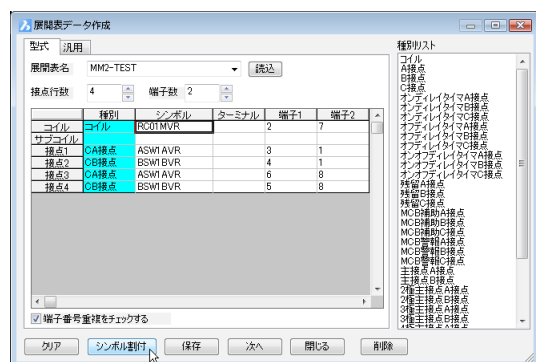 展開表データ作成
型式 汎用
展開表名 MM2-TEST 読込
接点行数 4 端子数 2
種別 シンボル ターミナル 端子1 端子2
コイル コイル RC01MVR 2 7
サブコイル
接点1 CA接点 ASW1AVR 3 1
接点2 CB接点 BSW1BVR 4 1
接点3 CA接点 ASW1AVR 6 8
接点4 CB接点 BSW1BVR 5 8
端子番号重複をチェックする
クリア シンボル割付 保存 次へ 閉じる 削除
種別リスト
コイル
A接点
B接点
C接点
オンディレイタイマA接点
オンディレイタイマB接点
オンディレイタイマC接点
オフディレイタイマA接点
オフディレイタイマB接点
オフディレイタイマC接点
オンオフディレイタイマA接点
オンオフディレイタイマB接点
オンオフディレイタイマC接点
残留A接点
残留B接点
残留C接点
MCB補助A接点
MCB補助B接点
MCB補助C接点
MCB警報A接点
MCB警報B接点
MCB警報C接点
主接点A接点
主接点B接点
2極主接点A接点
2極主接点B接点
3極主接点A接点
3極主接点B接点
4極主接点A接点